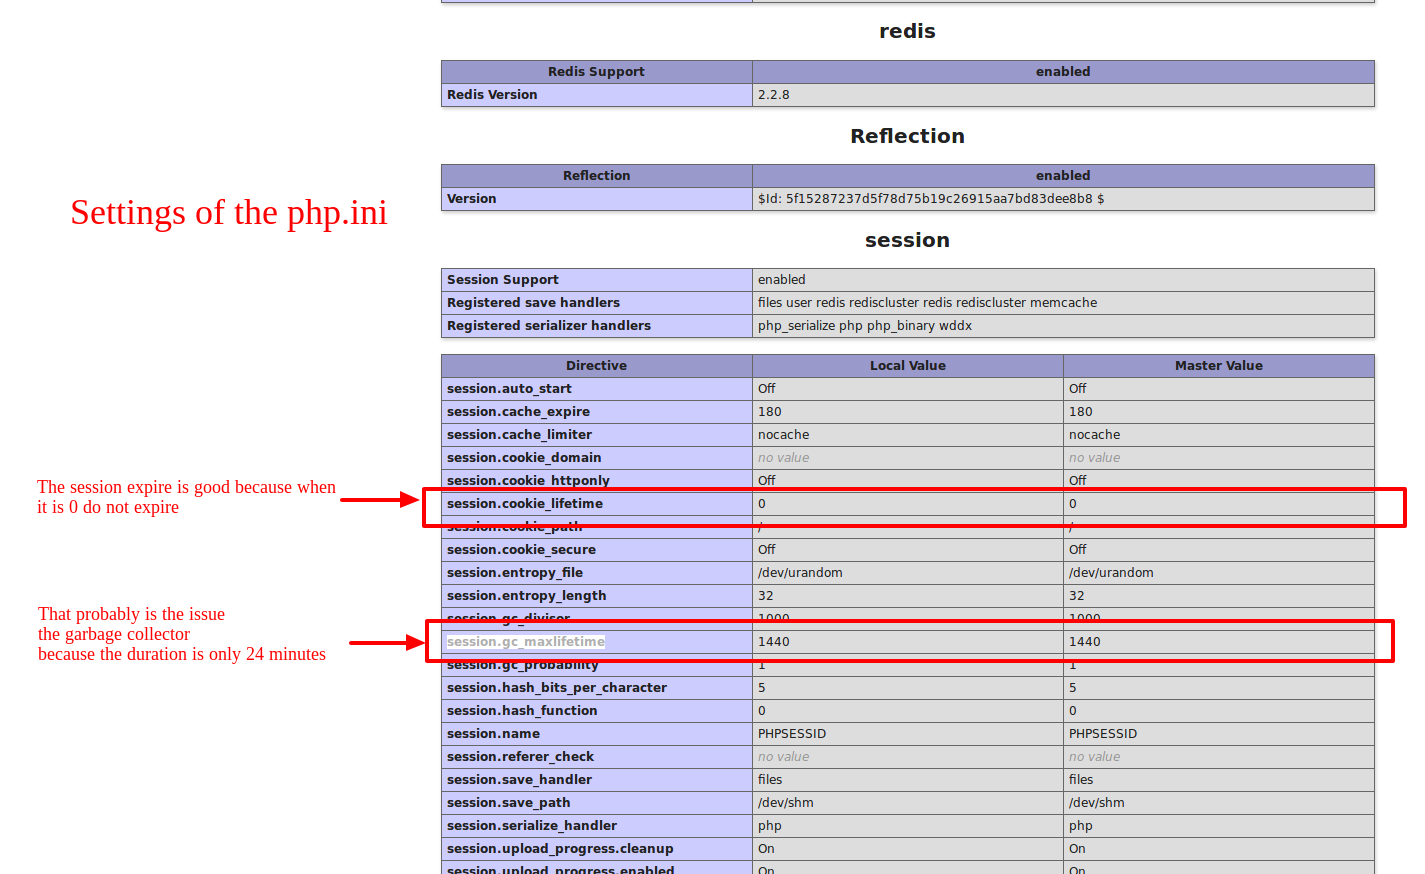 redis
Redis Support enabled
Redis Version 2.2.8
Reflection
Reflection enabled
Version $Id: 5f15287237d5f78d75b19c26915aa7bd83dee8b8 $
Settings of the php.ini
session
Session Support enabled
Registered save handlers files user redis rediscluster redis rediscluster memcache
Registered serializer handlers php_serialize php php_binary wddx
Directive Local Value Master Value
session.auto_start Off Off
session.cache_expire 180 180
session.cache_limiter nocache nocache
session.cookie_domain no value no value
session.cookie_httponly Off Off
The session expire is good because when
it is 0 do not expire
session.cookie_lifetime 0 0
session.cookie_path / /
session.cookie_secure Off Off
session.entropy_file /dev/urandom /dev/urandom
session.entropy_length 32 32
session.gc_divisor 1000 1000
That probably is the issue
the garbage collector
because the duration is only 24 minutes
session.gc_maxlifetime 1440 1440
session.gc_probability 1 1
session.hash_bits_per_character 5 5
session.hash_function 0 0
session.name PHPSESSID PHPSESSID
session.referer_check no value no value
session.save_handler files files
session.save_path /dev/shm /dev/shm
session.serialize_handler php php
session.upload_progress.cleanup On On
session.upload_progress.enabled On On